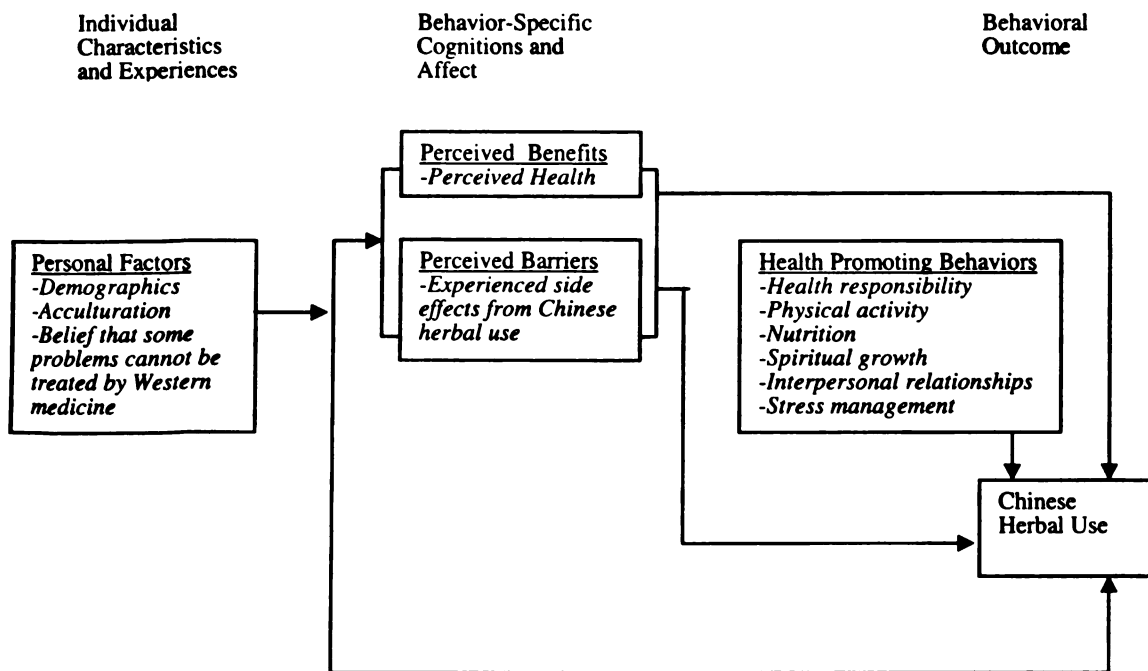 Individual
Characteristics
and Experiences
Behavior-Specific
Cognitions and
Affect
Behavioral
Outcome
Perceived Benefits
-Perceived Health
Personal Factors
-Demographics
-Acculturation
-Belief that some
problems cannot be
treated by Western
medicine
Perceived Barriers
-Experienced side
effects from Chinese
herbal use
Health Promoting Behaviors
-Health responsibility
-Physical activity
-Nutrition
-Spiritual growth
-Interpersonal relationships
-Stress management
Chinese
Herbal Use